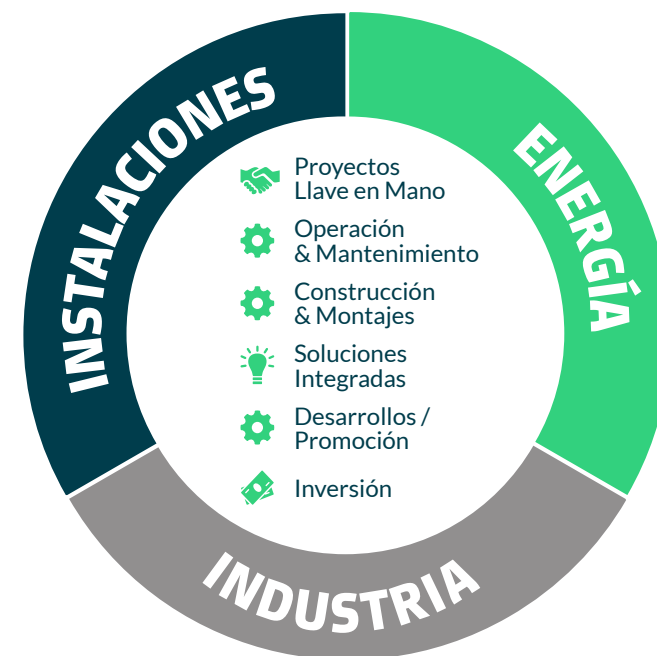 INSTALACIONES
ENERGÍA
Proyectos
Llave en Mano
Operación
& Mantenimiento
Construcción
& Montajes
Soluciones
Integradas
Desarrollos /
Promoción
Inversión
INDUSTRIA